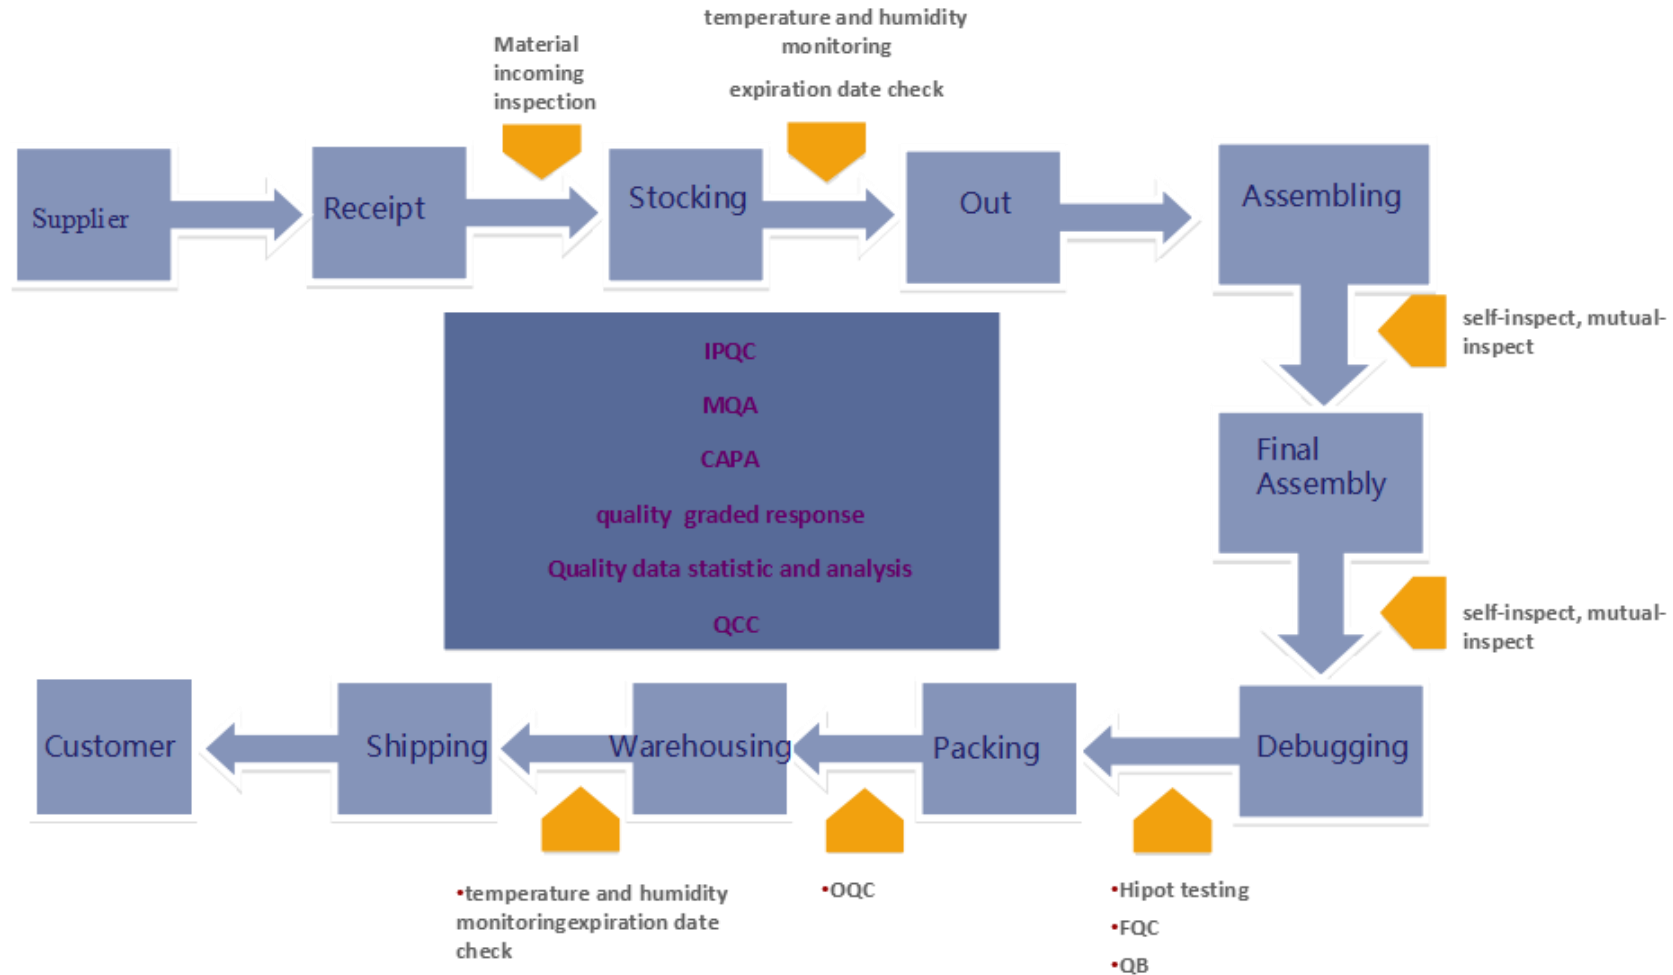 temperature and humidity
monitoring
expiration date check
Material
incoming
inspection
Supplier
Receipt
Stocking
Out
Assembling
self-inspect, mutual-
inspect
IPQC
MQA
CAPA
quality graded response
Quality data statistic and analysis
QCC
Final
Assembly
self-inspect, mutual-
inspect
Customer
Shipping
Warehousing
Packing
Debugging
•temperature and humidity
monitoringexpiration date
check
•OQC
•Hipot testing
•FQC
•QB